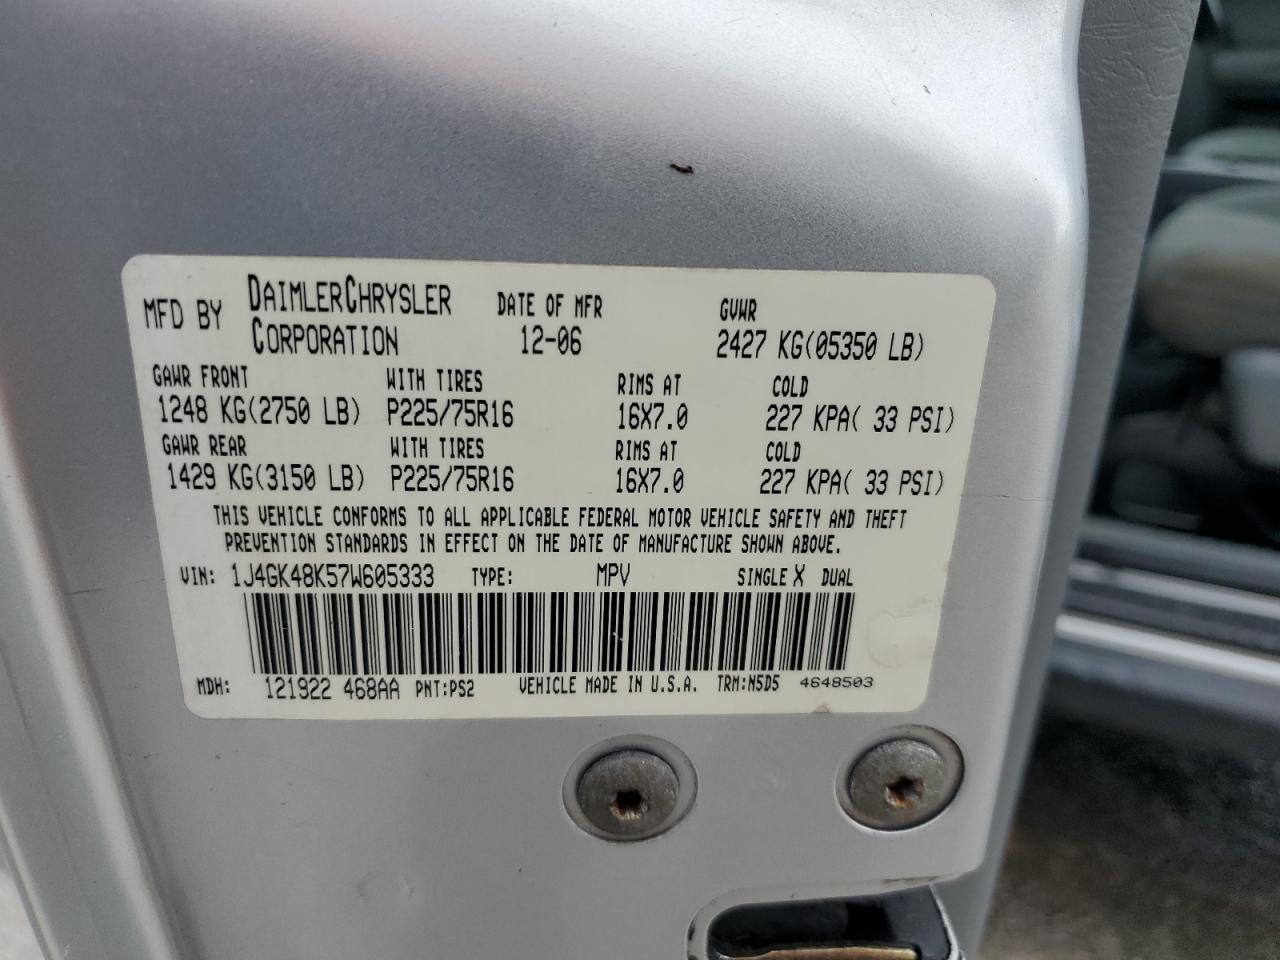 MFD BY DAIMLERCHRYSLER CORPORATION DATE OF MFR 12-06 GVWR 2427 KG(05350 LB)
GAWR FRONT WITH TIRES RIMS AT COLD
1248 KG(2750 LB) P225/75R16 16X7.0 227 KPA( 33 PSI)
GAWR REAR WITH TIRES RIMS AT COLD
1429 KG(3150 LB) P225/75R16 16X7.0 227 KPA( 33 PSI)
THIS VEHICLE CONFORMS TO ALL APPLICABLE FEDERAL MOTOR VEHICLE SAFETY AND THEFT
PREVENTION STANDARDS IN EFFECT ON THE DATE OF MANUFACTURE SHOWN ABOVE.
VIN: 1J4GK48K57W605333 TYPE: MPV SINGLE X DUAL
MDH: 121922 468AA PNT:PS2 VEHICLE MADE IN U.S.A. TRM:N5D5 4648503